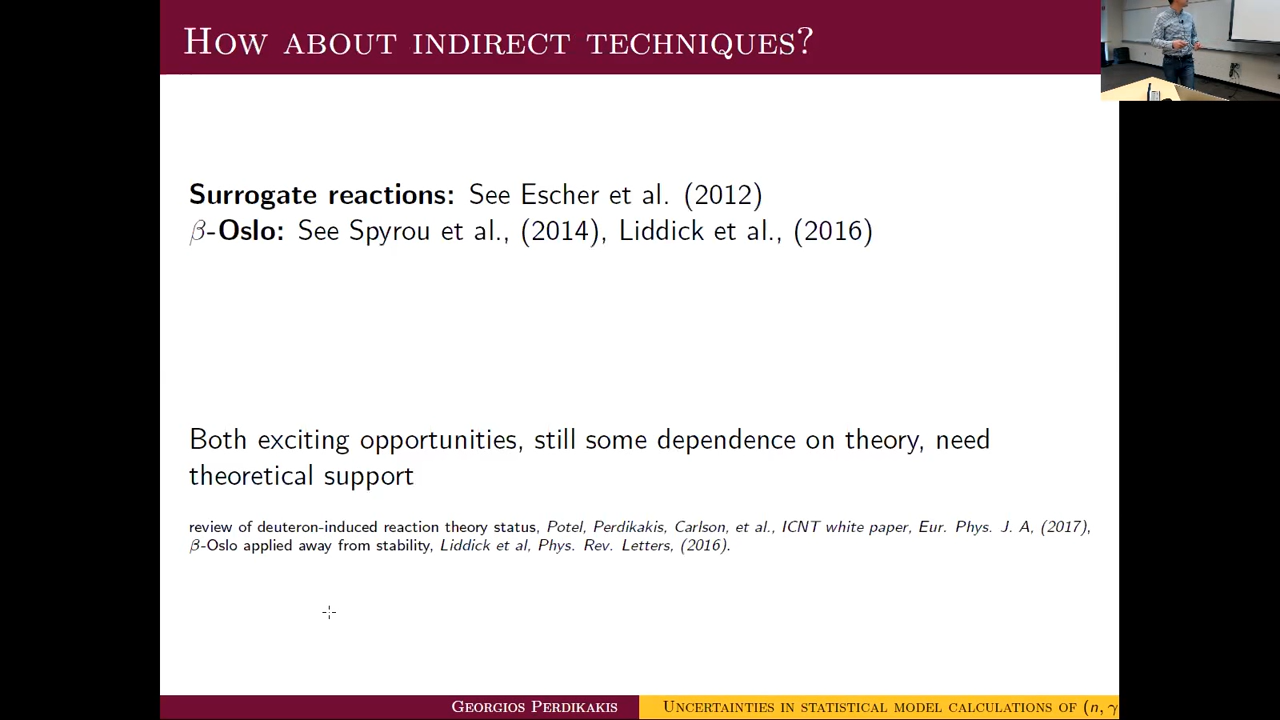 How about indirect techniques?
Surrogate reactions: See Escher et al. (2012)
β-Oslo: See Spyrou et al., (2014), Liddick et al., (2016)
Both exciting opportunities, still some dependence on theory, need
theoretical support
review of deuteron-induced reaction theory status, Potel, Perdikakis, Carlson, et al., ICNT white paper, Eur. Phys. J. A, (2017),
β-Oslo applied away from stability, Liddick et al, Phys. Rev. Letters, (2016).
Georgios Perdikakis
Uncertainties in statistical model calculations of (n, γ